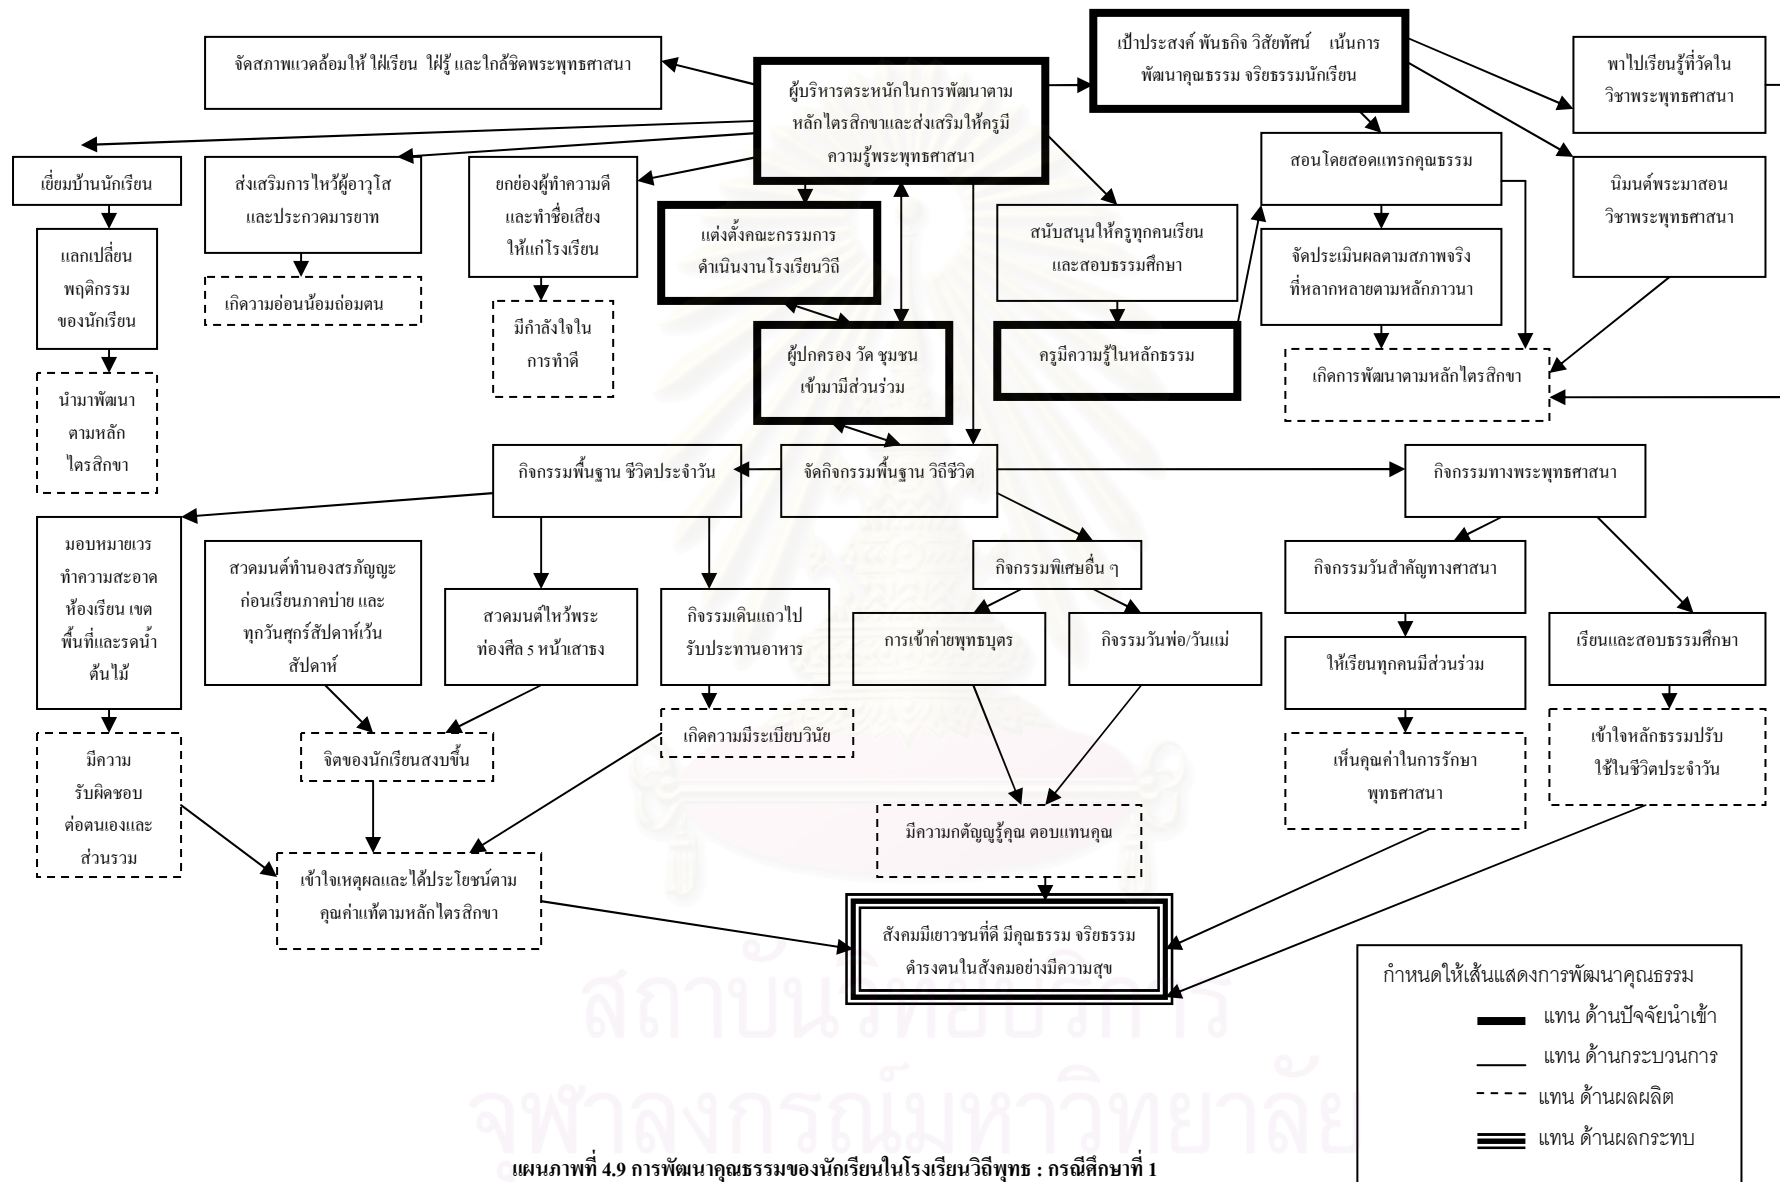 เป้าประสงค์ พันธกิจ วิสัยทัศน์ เน้นการ
พัฒนาคุณธรรม จริยธรรมนักเรียน
จัดสภาพแวดล้อมให้ ใฝ่เรียน ใฝ่รู้ และใกล้ชิดพระพุทธศาสนา
ผู้บริหารตระหนักในการพัฒนาตาม
หลักไตรสิกขาและส่งเสริมให้ครูมี
ความรู้พระพุทธศาสนา
พาไปเรียนรู้ที่วัดใน
วิชาพระพุทธศาสนา
เยี่ยมบ้านนักเรียน
ส่งเสริมการไหว้ผู้อาวุโส
และประกวดมารยาท
ยกย่องผู้ทำความดี
และทำชื่อเสียง
ให้แก่โรงเรียน
แต่งตั้งคณะกรรมการ
ดำเนินงานโรงเรียนวิถี
สนับสนุนให้ครูทุกคนเรียน
และสอบธรรมศึกษา
สอนโดยสอดแทรกคุณธรรม
นิมนต์พระมาสอน
วิชาพระพุทธศาสนา
แลกเปลี่ยน
พฤติกรรม
ของนักเรียน
เกิดความอ่อนน้อมถ่อมตน
มีกำลังใจใน
การทำดี
ผู้ปกครอง วัด ชุมชน
เข้ามามีส่วนร่วม
ครูมีความรู้ในหลักธรรม
จัดประเมินผลตามสภาพจริง
ที่หลากหลายตามหลักภาวนา
เกิดการพัฒนาตามหลักไตรสิกขา
นำมาพัฒนา
ตามหลัก
ไตรสิกขา
กิจกรรมพื้นฐาน ชีวิตประจำวัน
จัดกิจกรรมพื้นฐาน วิถีชีวิต
กิจกรรมทางพระพุทธศาสนา
มอบหมายเวร
ทำความสะอาด
ห้องเรียน เขต
พื้นที่และรดน้ำ
ต้นไม้
สวดมนต์ทำนองสรภัญญะ
ก่อนเรียนภาคบ่าย และ
ทุกวันศุกร์สัปดาห์เว้น
สัปดาห์
สวดมนต์ไหว้พระ
ท่องศีล 5 หน้าเสาธง
กิจรรมเดินแถวไป
รับประทานอาหาร
กิจกรรมพิเศษอื่น ๆ
การเข้าค่ายพุทธบุตร
กิจกรรมวันพ่อ/วันแม่
กิจกรรมวันสำคัญทางศาสนา
ให้เรียนทุกคนมีส่วนร่วม
เรียนและสอบธรรมศึกษา
มีความ
รับผิดชอบ
ต่อตนเองและ
ส่วนรวม
จิตของนักเรียนสงบขึ้น
เกิดความมีระเบียบวินัย
เห็นคุณค่าในการรักษา
พุทธศาสนา
เข้าใจหลักธรรมปรับ
ใช้ในชีวิตประจำวัน
มีความกตัญญูรู้คุณ ตอบแทนคุณ
เข้าใจเหตุผลและได้ประโยชน์ตาม
คุณค่าแท้ตามหลักไตรสิกขา
สังคมมีเยาวชนที่ดี มีคุณธรรม จริยธรรม
ดำรงตนในสังคมอย่างมีความสุข
กำหนดให้เส้นแสดงการพัฒนาคุณธรรม
แทน ด้านปัจจัยนำเข้า
แทน ด้านกระบวนการ
แทน ด้านผลผลิต
แทน ด้านผลกระทบ
สถาบันวิทยบริการ
จุฬาลงกรณ์มหาวิทยาลัย
แผนภาพที่ 4.9 การพัฒนาคุณธรรมของนักเรียนในโรงเรียนวิถีพุทธ : กรณีศึกษาที่ 1